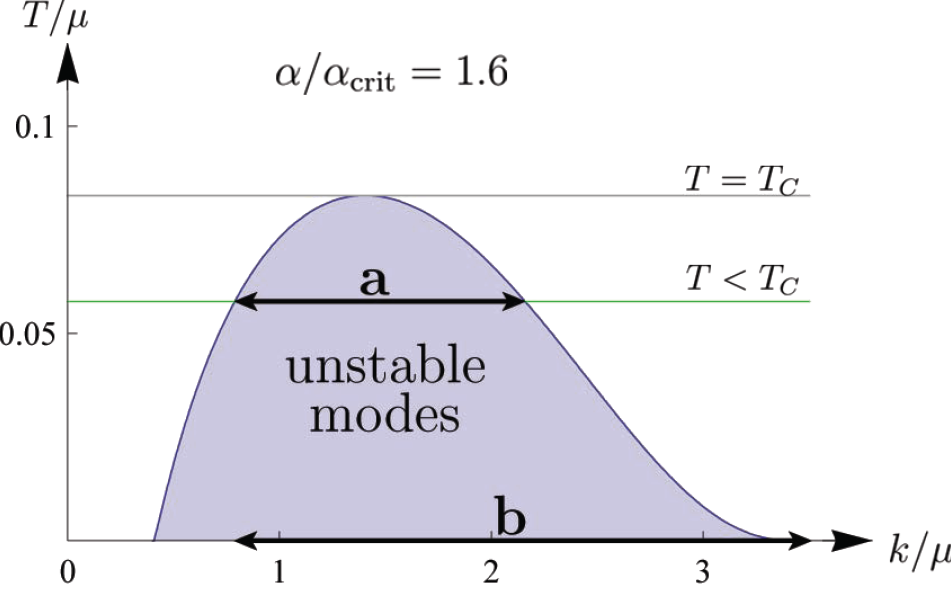 T/μ
α/α_crit = 1.6
0.1
T = T_C
a
T < T_C
0.05
unstable
modes
b
k/μ
0 1 2 3